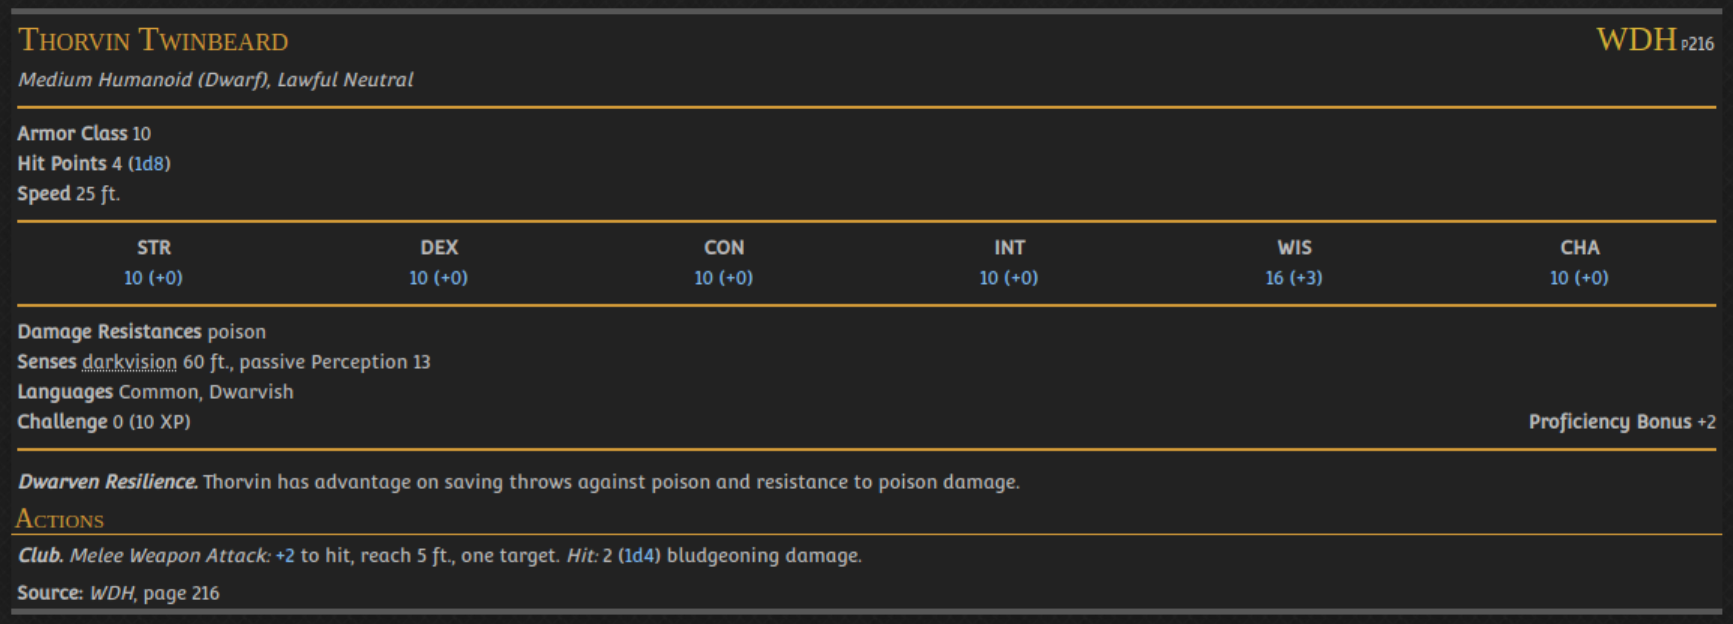 Thorvin Twinbeard WDH p216
Medium Humanoid (Dwarf), Lawful Neutral
Armor Class 10
Hit Points 4 (1d8)
Speed 25 ft.
STR DEX CON INT WIS CHA
10 (+0) 10 (+0) 10 (+0) 10 (+0) 16 (+3) 10 (+0)
Damage Resistances poison
Senses darkvision 60 ft., passive Perception 13
Languages Common, Dwarvish
Challenge 0 (10 XP) Proficiency Bonus +2
Dwarven Resilience. Thorvin has advantage on saving throws against poison and resistance to poison damage.
Actions
Club. Melee Weapon Attack: +2 to hit, reach 5 ft., one target. Hit: 2 (1d4) bludgeoning damage.
Source: WDH, page 216